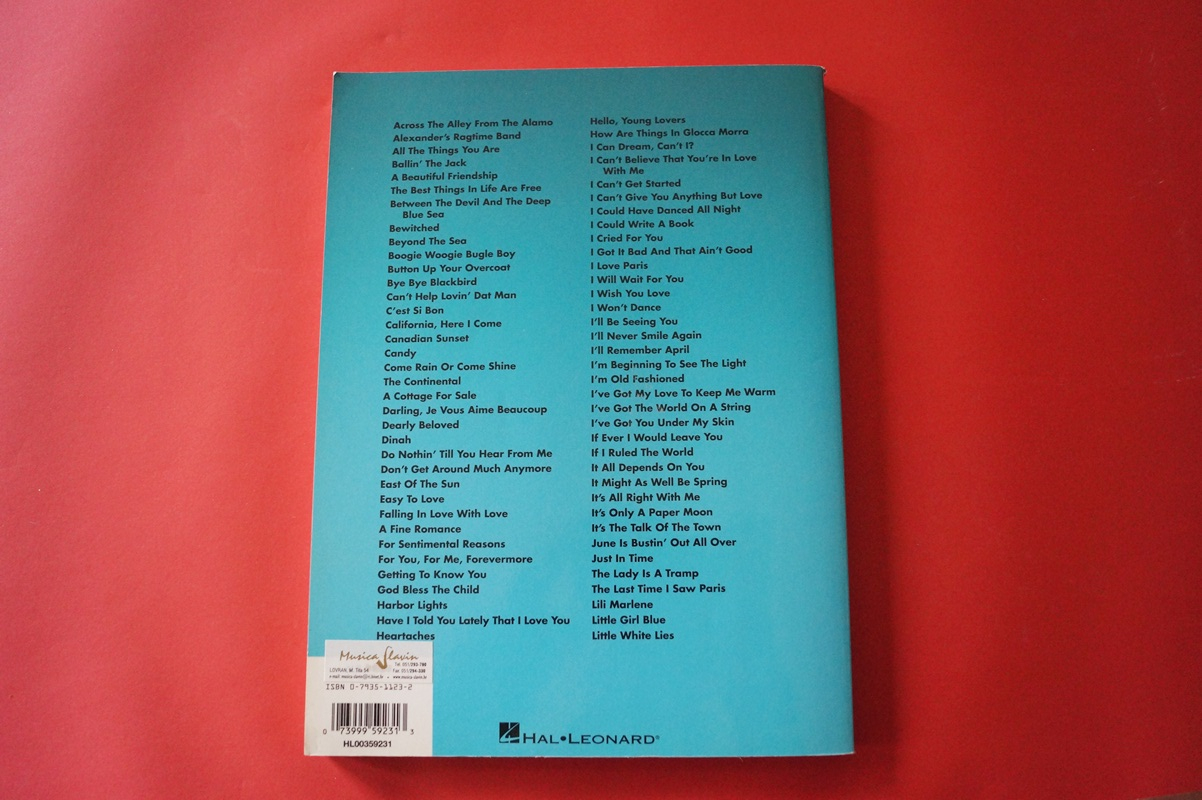 Across The Alley From The Alamo
Alexander's Ragtime Band
All The Things You Are
Ballin' The Jack
A Beautiful Friendship
The Best Things In Life Are Free
Between The Devil And The Deep
Blue Sea
Bewitched
Beyond The Sea
Boogie Woogie Bugle Boy
Button Up Your Overcoat
Bye Bye Blackbird
Can't Help Lovin' Dat Man
C'est Si Bon
California, Here I Come
Canadian Sunset
Candy
Come Rain Or Come Shine
The Continental
A Cottage For Sale
Darling, Je Vous Aime Beaucoup
Dearly Beloved
Dinah
Do Nothin' Till You Hear From Me
Don't Get Around Much Anymore
East Of The Sun
Easy To Love
Falling In Love With Love
A Fine Romance
For Sentimental Reasons
For You, For Me, Forevermore
Getting To Know You
God Bless The Child
Harbor Lights
Have I Told You Lately That I Love You
Heartaches
Hello, Young Lovers
How Are Things In Glocca Morra
I Can Dream, Can't I?
I Can't Believe That You're In Love
With Me
I Can't Get Started
I Can't Give You Anything But Love
I Could Have Danced All Night
I Could Write A Book
I Cried For You
I Got It Bad And That Ain't Good
I Love Paris
I Will Wait For You
I Wish You Love
I Won't Dance
I'll Be Seeing You
I'll Never Smile Again
I'll Remember April
I'm Beginning To See The Light
I'm Old Fashioned
I've Got My Love To Keep Me Warm
I've Got The World On A String
I've Got You Under My Skin
If Ever I Would Leave You
If I Ruled The World
It All Depends On You
It Might As Well Be Spring
It's All Right With Me
It's Only A Paper Moon
It's The Talk Of The Town
June Is Bustin' Out All Over
Just In Time
The Lady Is A Tramp
The Last Time I Saw Paris
Lili Marlene
Little Girl Blue
Little White Lies
Musica Slavin
LOVRAN, M. Tita 54
Tel. 051/293-798
ISBN 0-7935-1123-2
0 73999 59231 3
HL00359231
HAL•LEONARD®